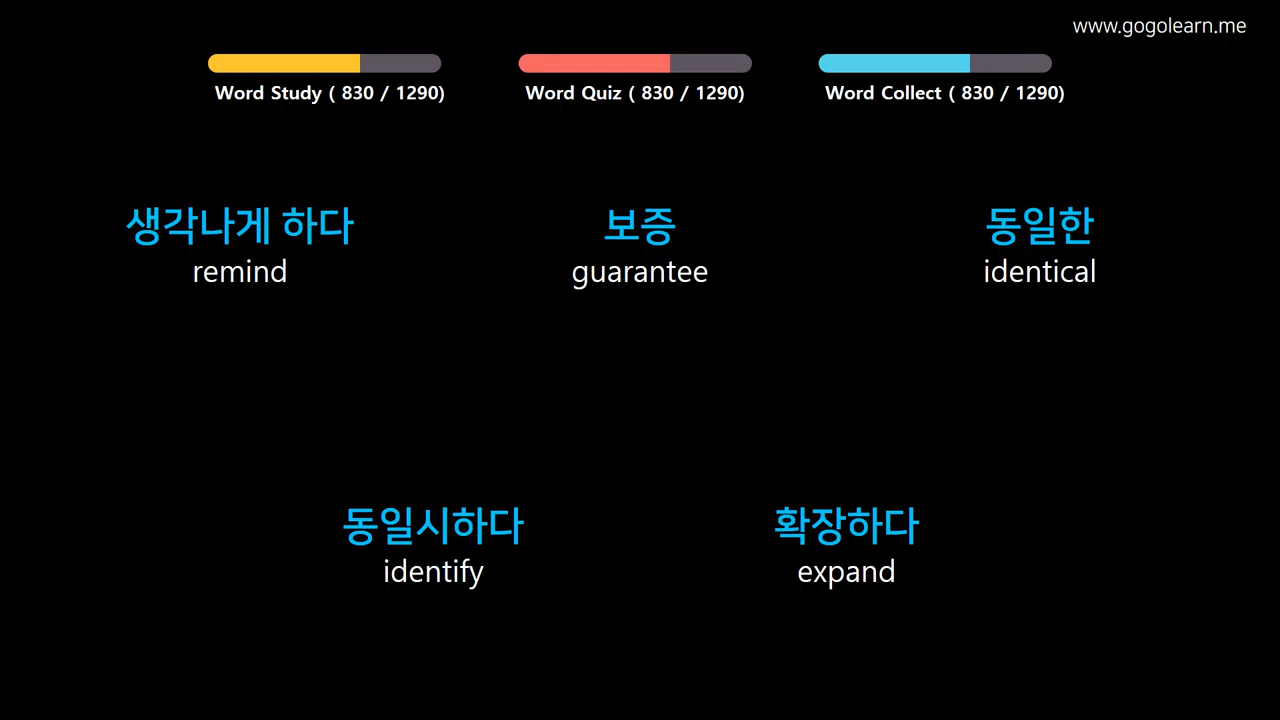 www.gogolearn.me
Word Study ( 830 / 1290)
Word Quiz ( 830 / 1290)
Word Collect ( 830 / 1290)
생각나게 하다
remind
보증
guarantee
동일한
identical
동일시하다
identify
확장하다
expand